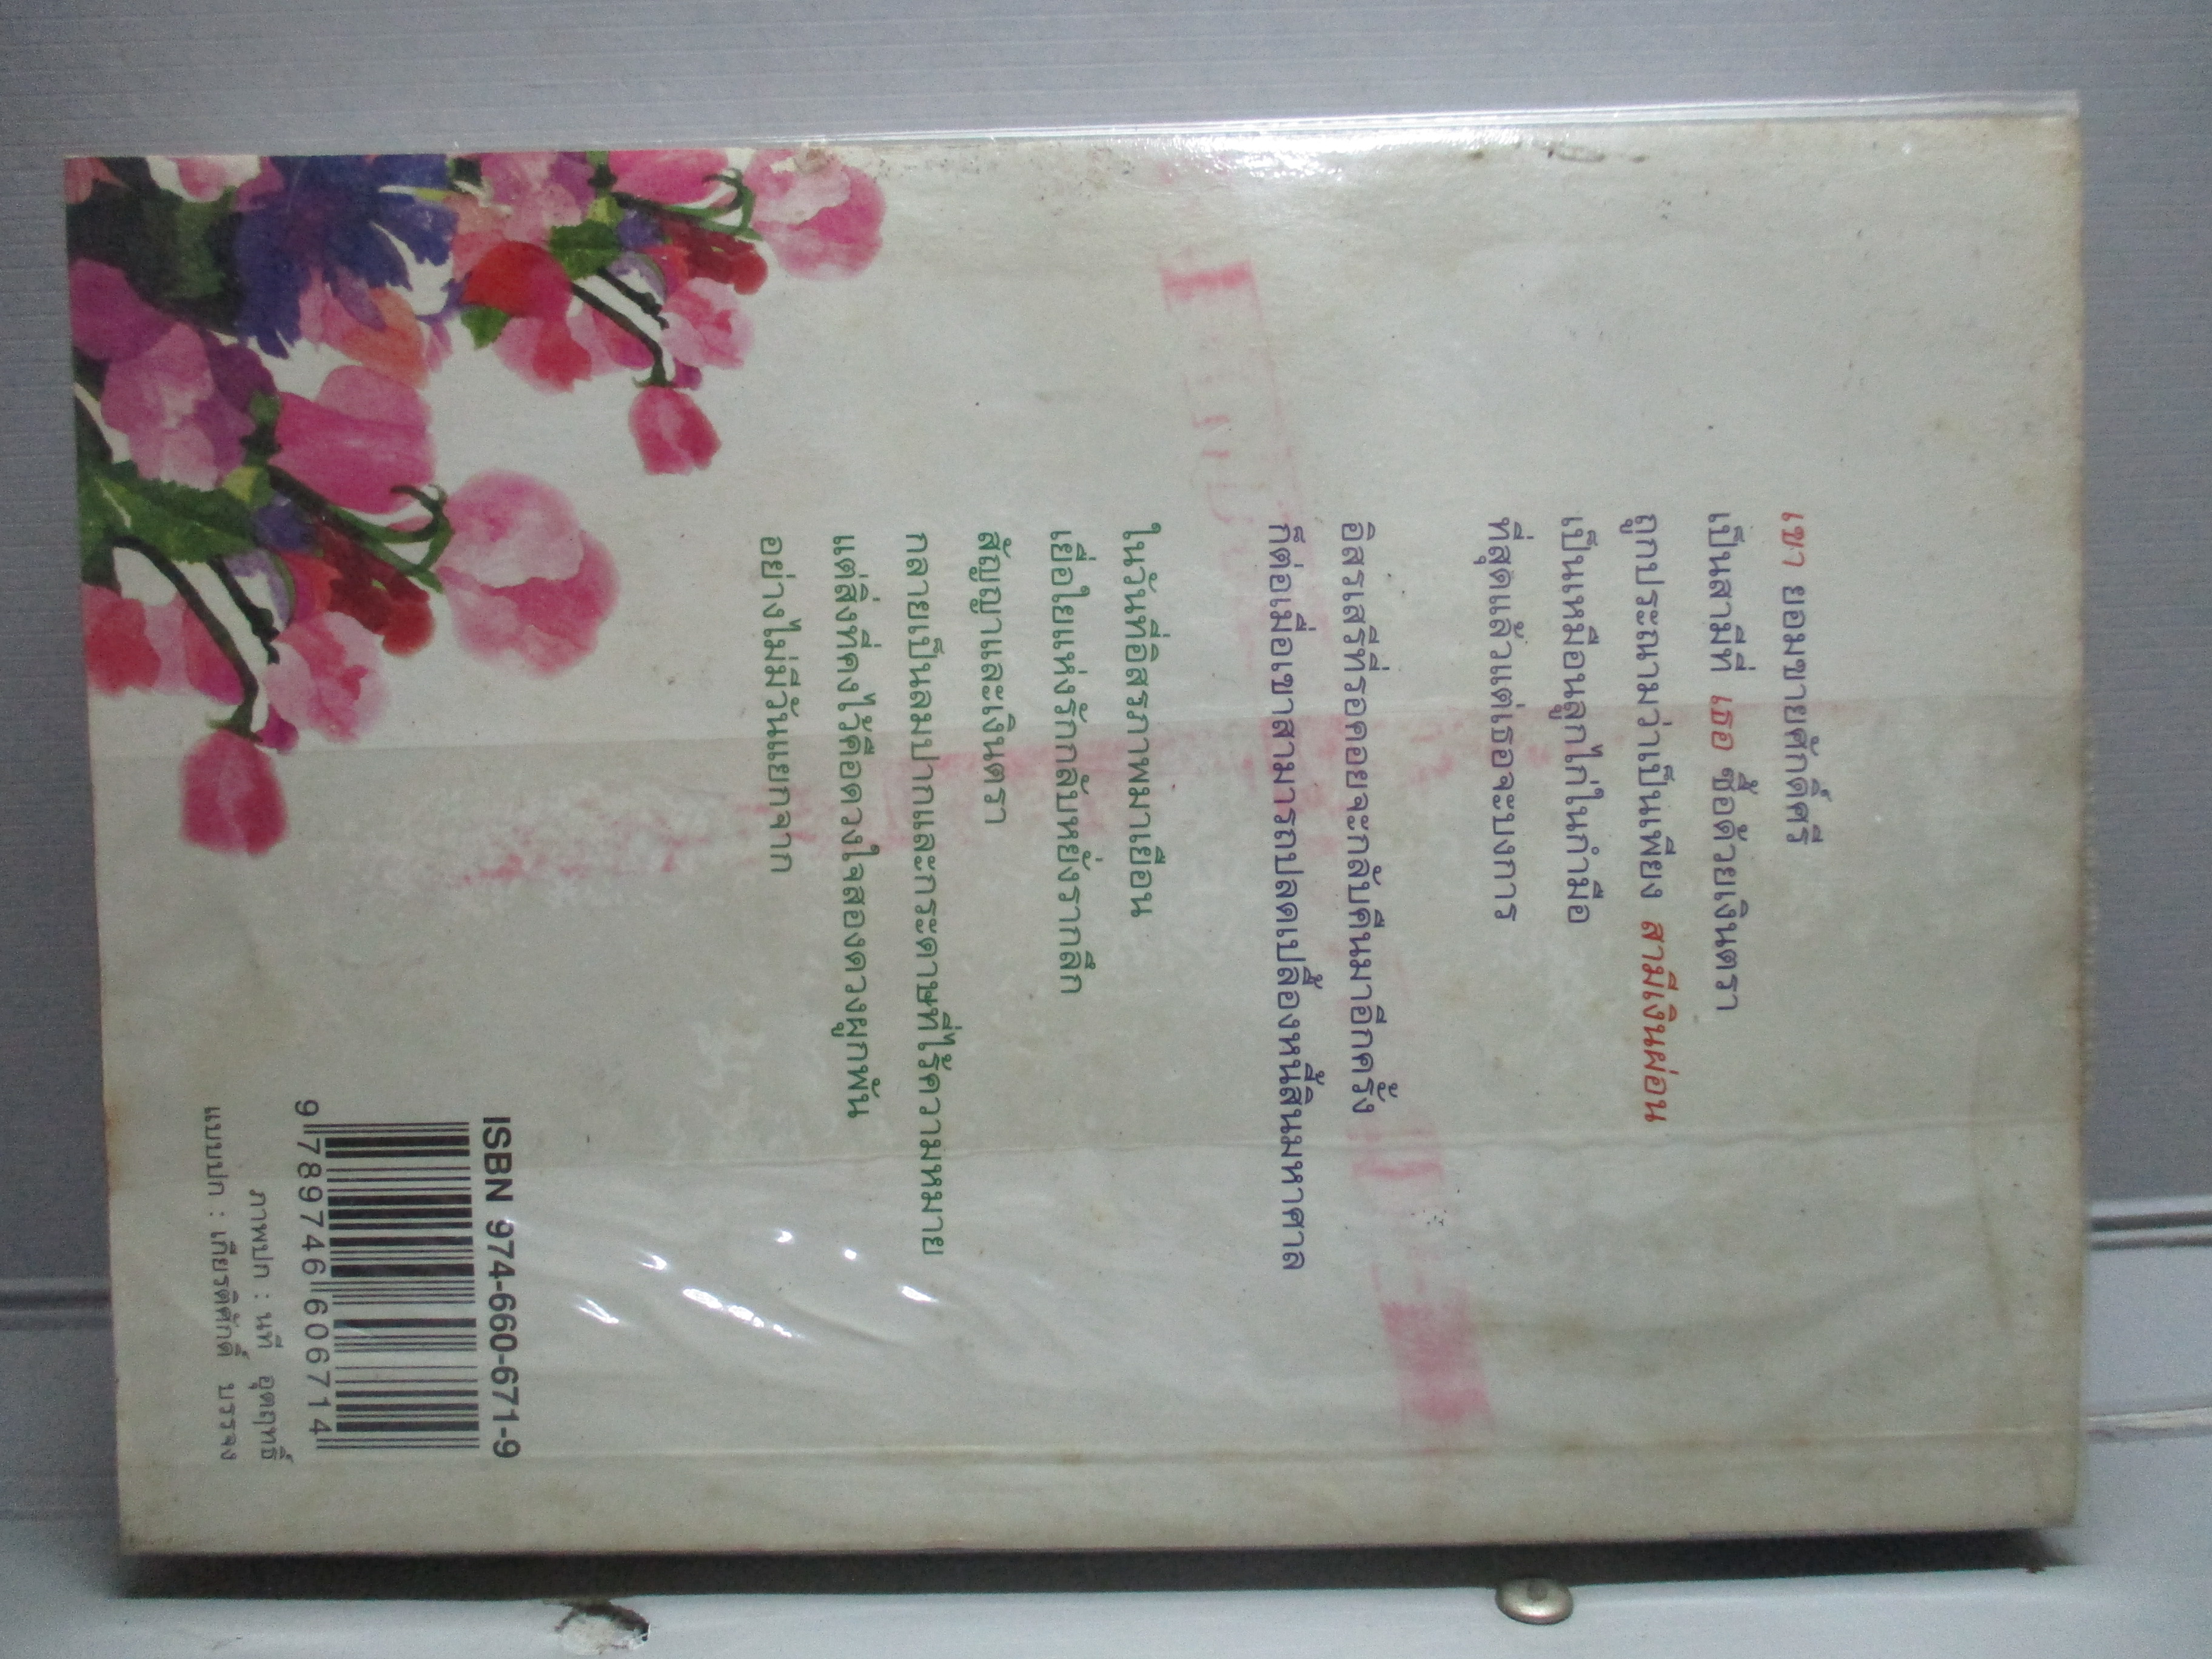 เขา ยอมขายศักดิ์ศรี
เป็นสามีที่ เธอ ซื้อด้วยเงินตรา
ถูกประณามว่าเป็นเพียง สามีเงินผ่อน
เป็นเหมือนลูกไก่ในกำมือ
ที่สุดแล้วแต่เธอจะบงการ
อิสรเสรีที่รอคอยจะกลับคืนมาอีกครั้ง
ก็ต่อเมื่อเขาสามารถปลดเปลื้องหนี้สินมหาศาล
ในวันที่อิสรภาพมาเยือน
เยื่อใยแห่งรักกลับหยั่งรากลึก
สัญญาและเงินตรา
กลายเป็นลมปากและกระดาษที่ไร้ความหมาย
แต่สิ่งที่คงไว้คือดวงใจสองดวงผูกพัน
อย่างไม่มีวันแยกจาก
ISBN 974-660-671-9
9 789746 606714
ภาพปก : นที อุตฤทธิ์
แบบปก : เกียรติศักดิ์ บรรจง